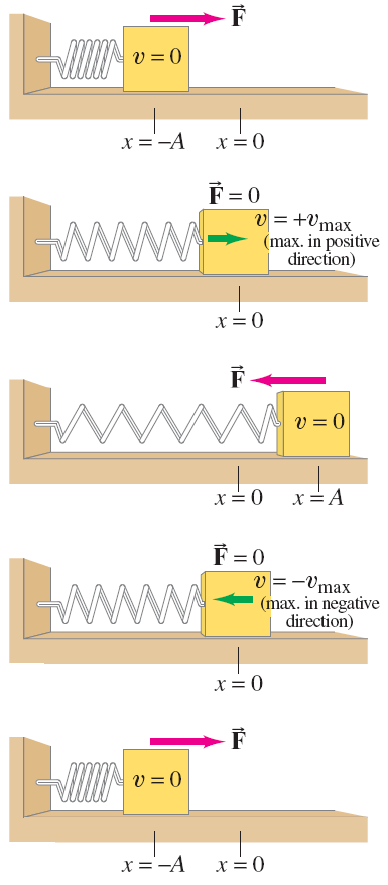 F⃗
v = 0
x = −A x = 0
F⃗ = 0
v = +vmax
(max. in positive
direction)
x = 0
F⃗
v = 0
x = 0 x = A
F⃗ = 0
v = −vmax
(max. in negative
direction)
x = 0
F⃗
v = 0
x = −A x = 0